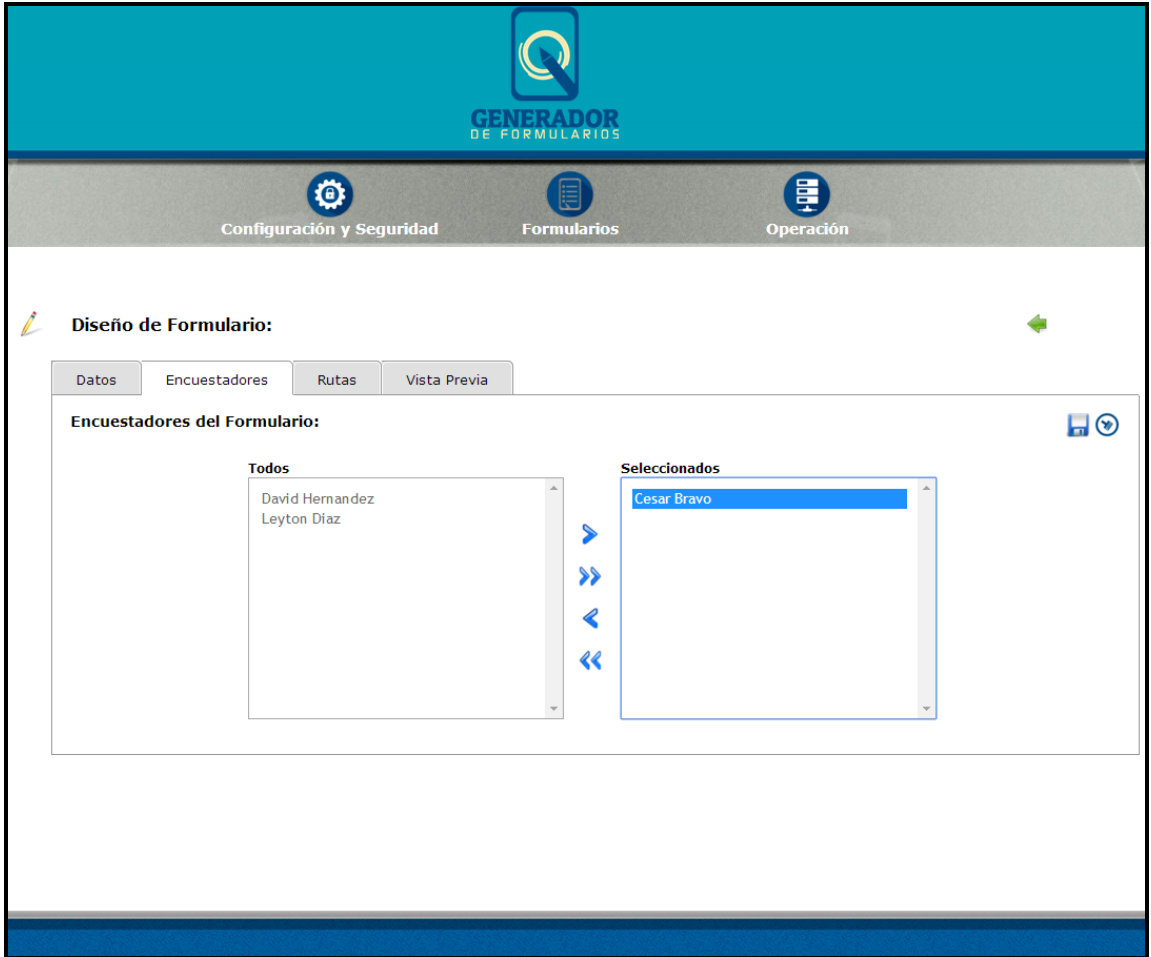 GENERADOR
DE FORMULARIOS
Configuración y Seguridad
Formularios
Operación
Diseño de Formulario:
Datos
Encuestadores
Rutas
Vista Previa
Encuestadores del Formulario:
Todos
Seleccionados
David Hernandez
Leyton Diaz
Cesar Bravo